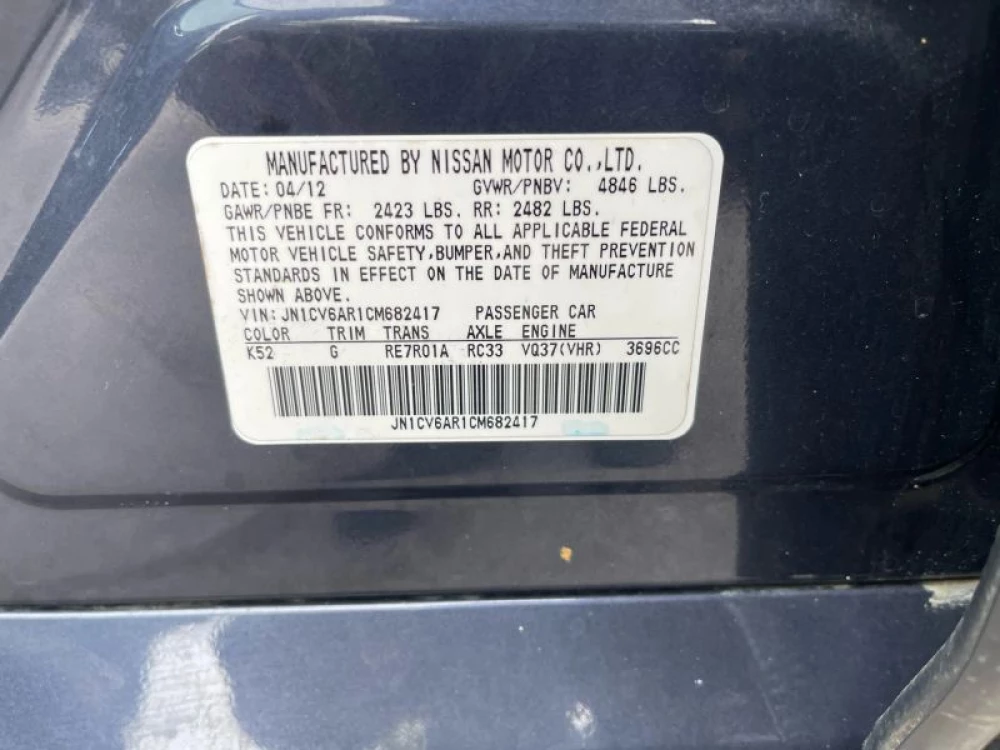 MANUFACTURED BY NISSAN MOTOR CO.,LTD.
DATE: 04/12 GVWR/PNBV: 4846 LBS.
GAWR/PNBE FR: 2423 LBS. RR: 2482 LBS.
THIS VEHICLE CONFORMS TO ALL APPLICABLE FEDERAL
MOTOR VEHICLE SAFETY,BUMPER,AND THEFT PREVENTION
STANDARDS IN EFFECT ON THE DATE OF MANUFACTURE
SHOWN ABOVE.
VIN: JN1CV6AR1CM682417 PASSENGER CAR
COLOR TRIM TRANS AXLE ENGINE
K52 G RE7R01A RC33 VQ37(VHR) 3696CC
JN1CV6AR1CM682417